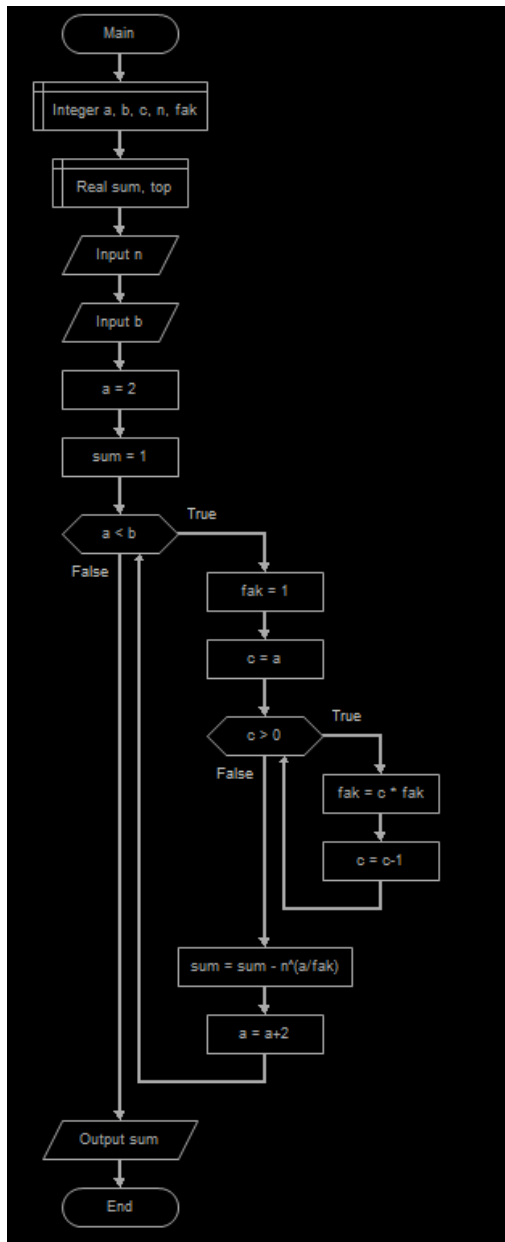 Main
Integer a, b, c, n, fak
Real sum, top
Input n
Input b
a = 2
sum = 1
a < b
True
False
fak = 1
c = a
c > 0
True
False
fak = c * fak
c = c-1
sum = sum - n^(a/fak)
a = a+2
Output sum
End